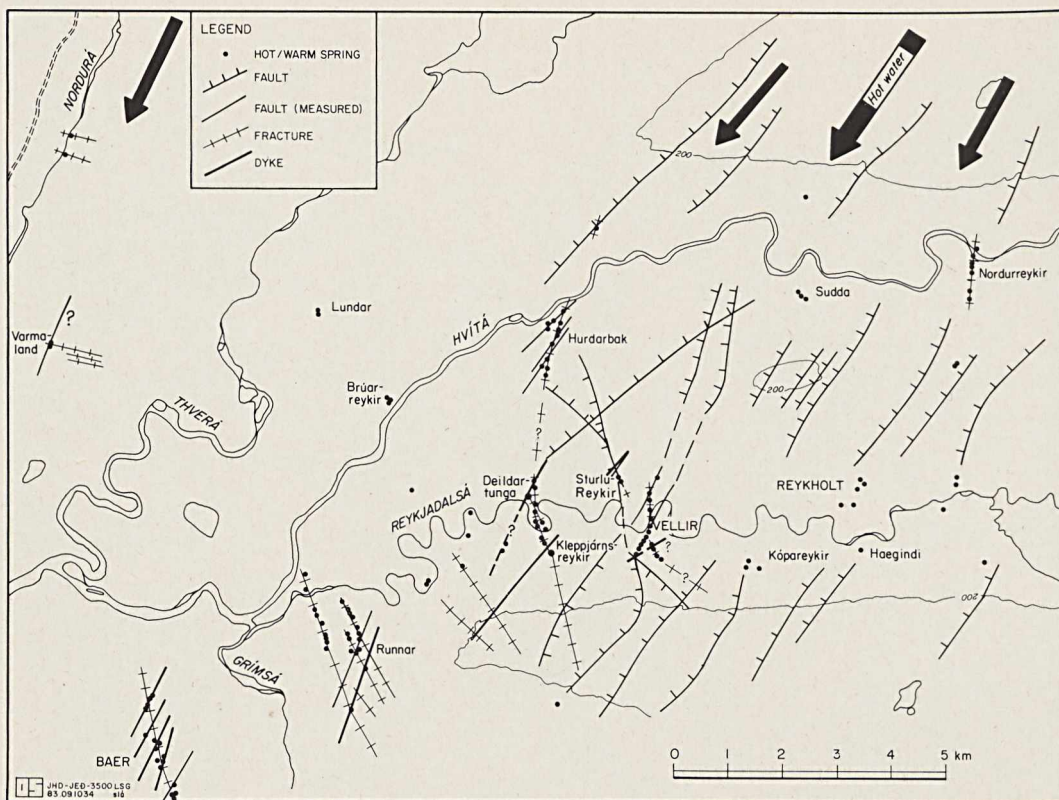 LEGEND
HOT/WARM SPRING
FAULT
FAULT (MEASURED)
FRACTURE
DYKE
NORDURÁ
Hot water
200
Nordurreykir
Sudda
Lundar
HVÍTÁ
Hurdarbak
Varma-
land
?
Brúar-
reykir
200
THVERÁ
?
Deildar-
tunga
Sturlu-
Reykir
REYKHOLT
REYKJADALSÁ
VELLIR
?
?
Kleppjárns-
reykir
Kópareykir
Haegindi
?
200
Runnar
GRÍMSÁ
BAER
0 1 2 3 4 5 km
JHD-JEÐ-3500 LSG
83.091034 sló